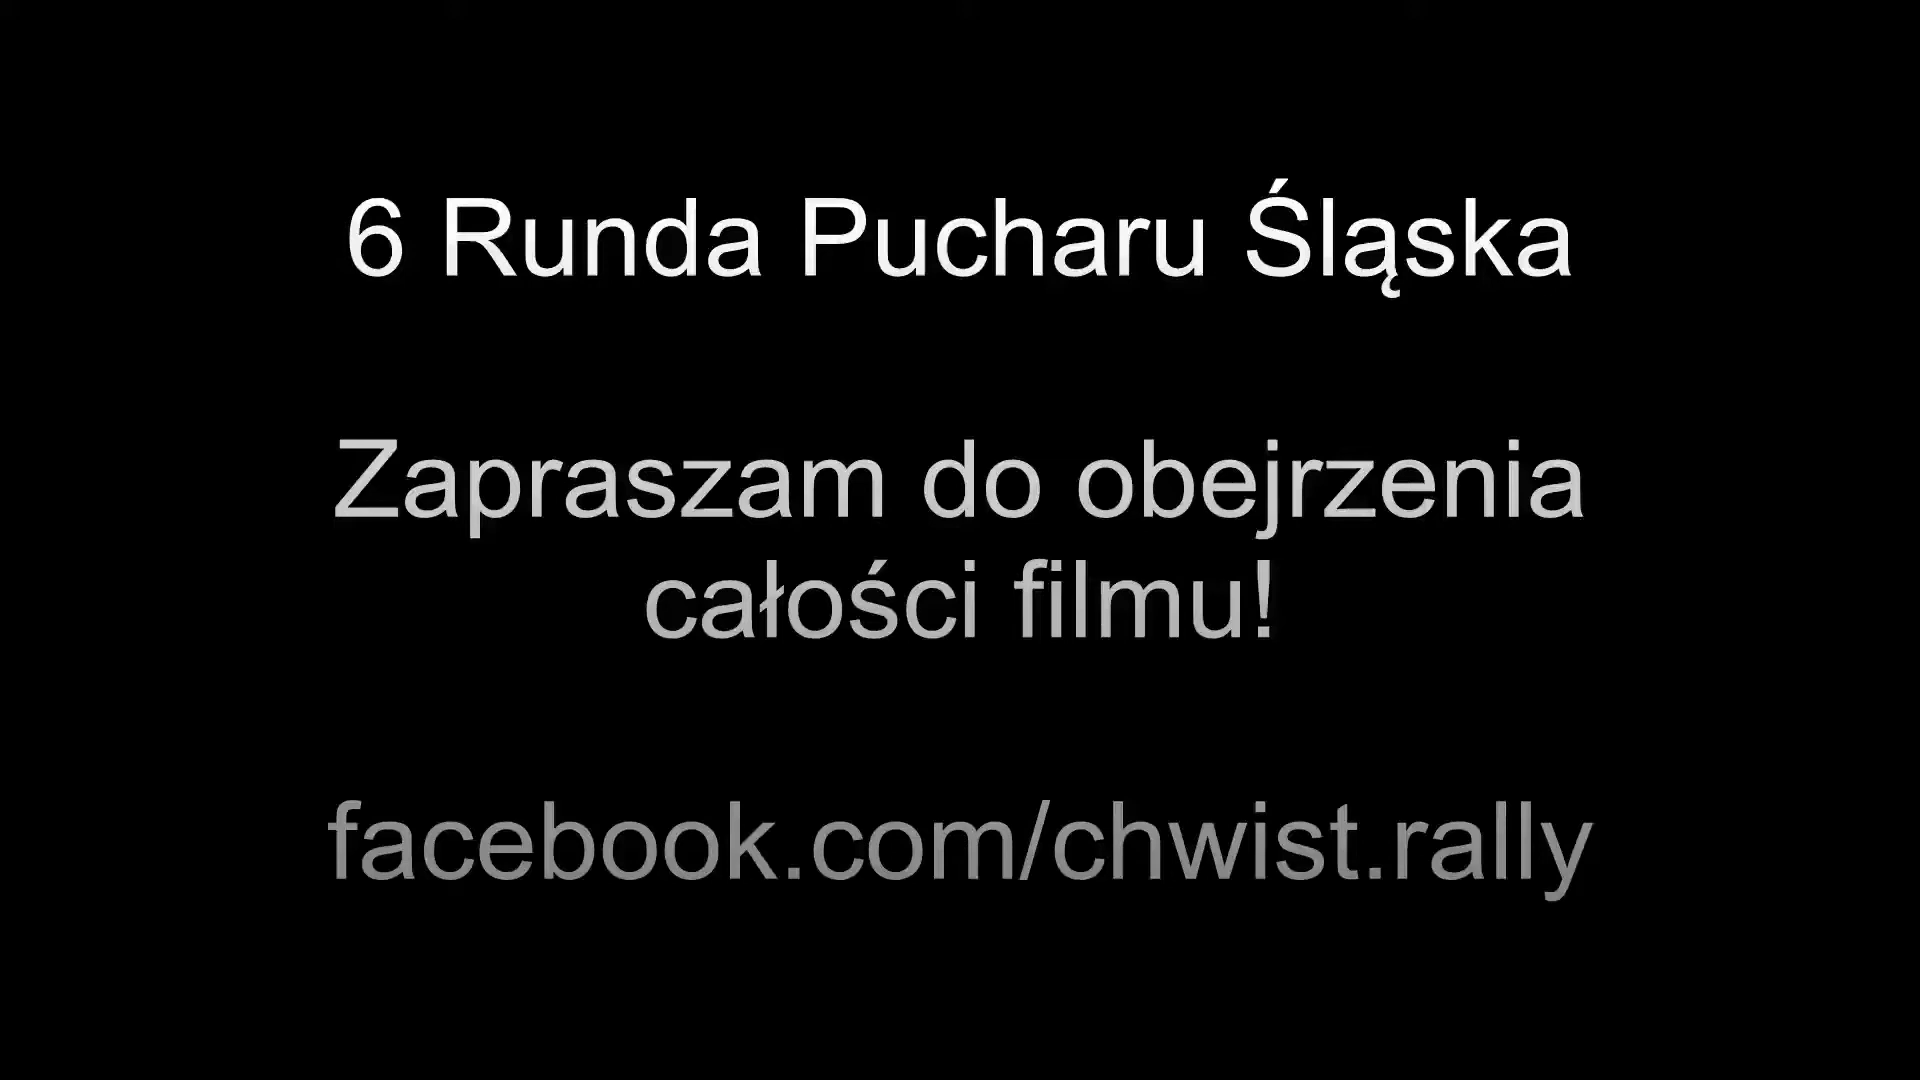 6 Runda Pucharu Śląska
Zapraszam do obejrzenia
całości filmu!
facebook.com/chwist.rally